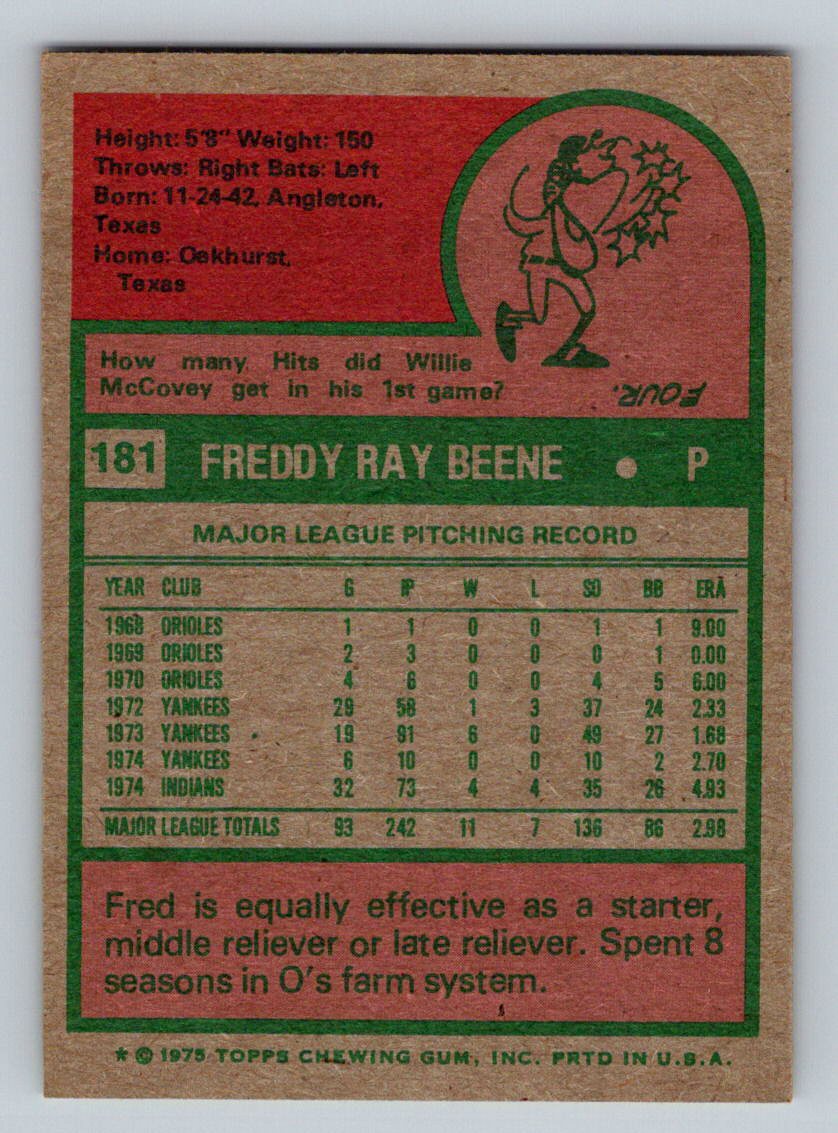 Height: 5'8" Weight: 150
Throws: Right Bats: Left
Born: 11-24-42, Angleton,
Texas
Home: Oakhurst,
Texas
How many Hits did Willie
McCovey get in his 1st game?
FOUR.
181 FREDDY RAY BEENE • P
MAJOR LEAGUE PITCHING RECORD
YEAR CLUB G IP W L SO BB ERA
1968 ORIOLES 1 1 0 0 1 1 9.00
1969 ORIOLES 2 3 0 0 0 1 0.00
1970 ORIOLES 4 6 0 0 4 5 6.00
1972 YANKEES 29 58 1 3 37 24 2.33
1973 YANKEES 19 91 6 0 49 27 1.68
1974 YANKEES 6 10 0 0 10 2 2.70
1974 INDIANS 32 73 4 4 35 26 4.93
MAJOR LEAGUE TOTALS 93 242 11 7 136 86 2.98
Fred is equally effective as a starter,
middle reliever or late reliever. Spent 8
seasons in O's farm system.
* © 1975 TOPPS CHEWING GUM, INC. PRTD IN U.S.A.